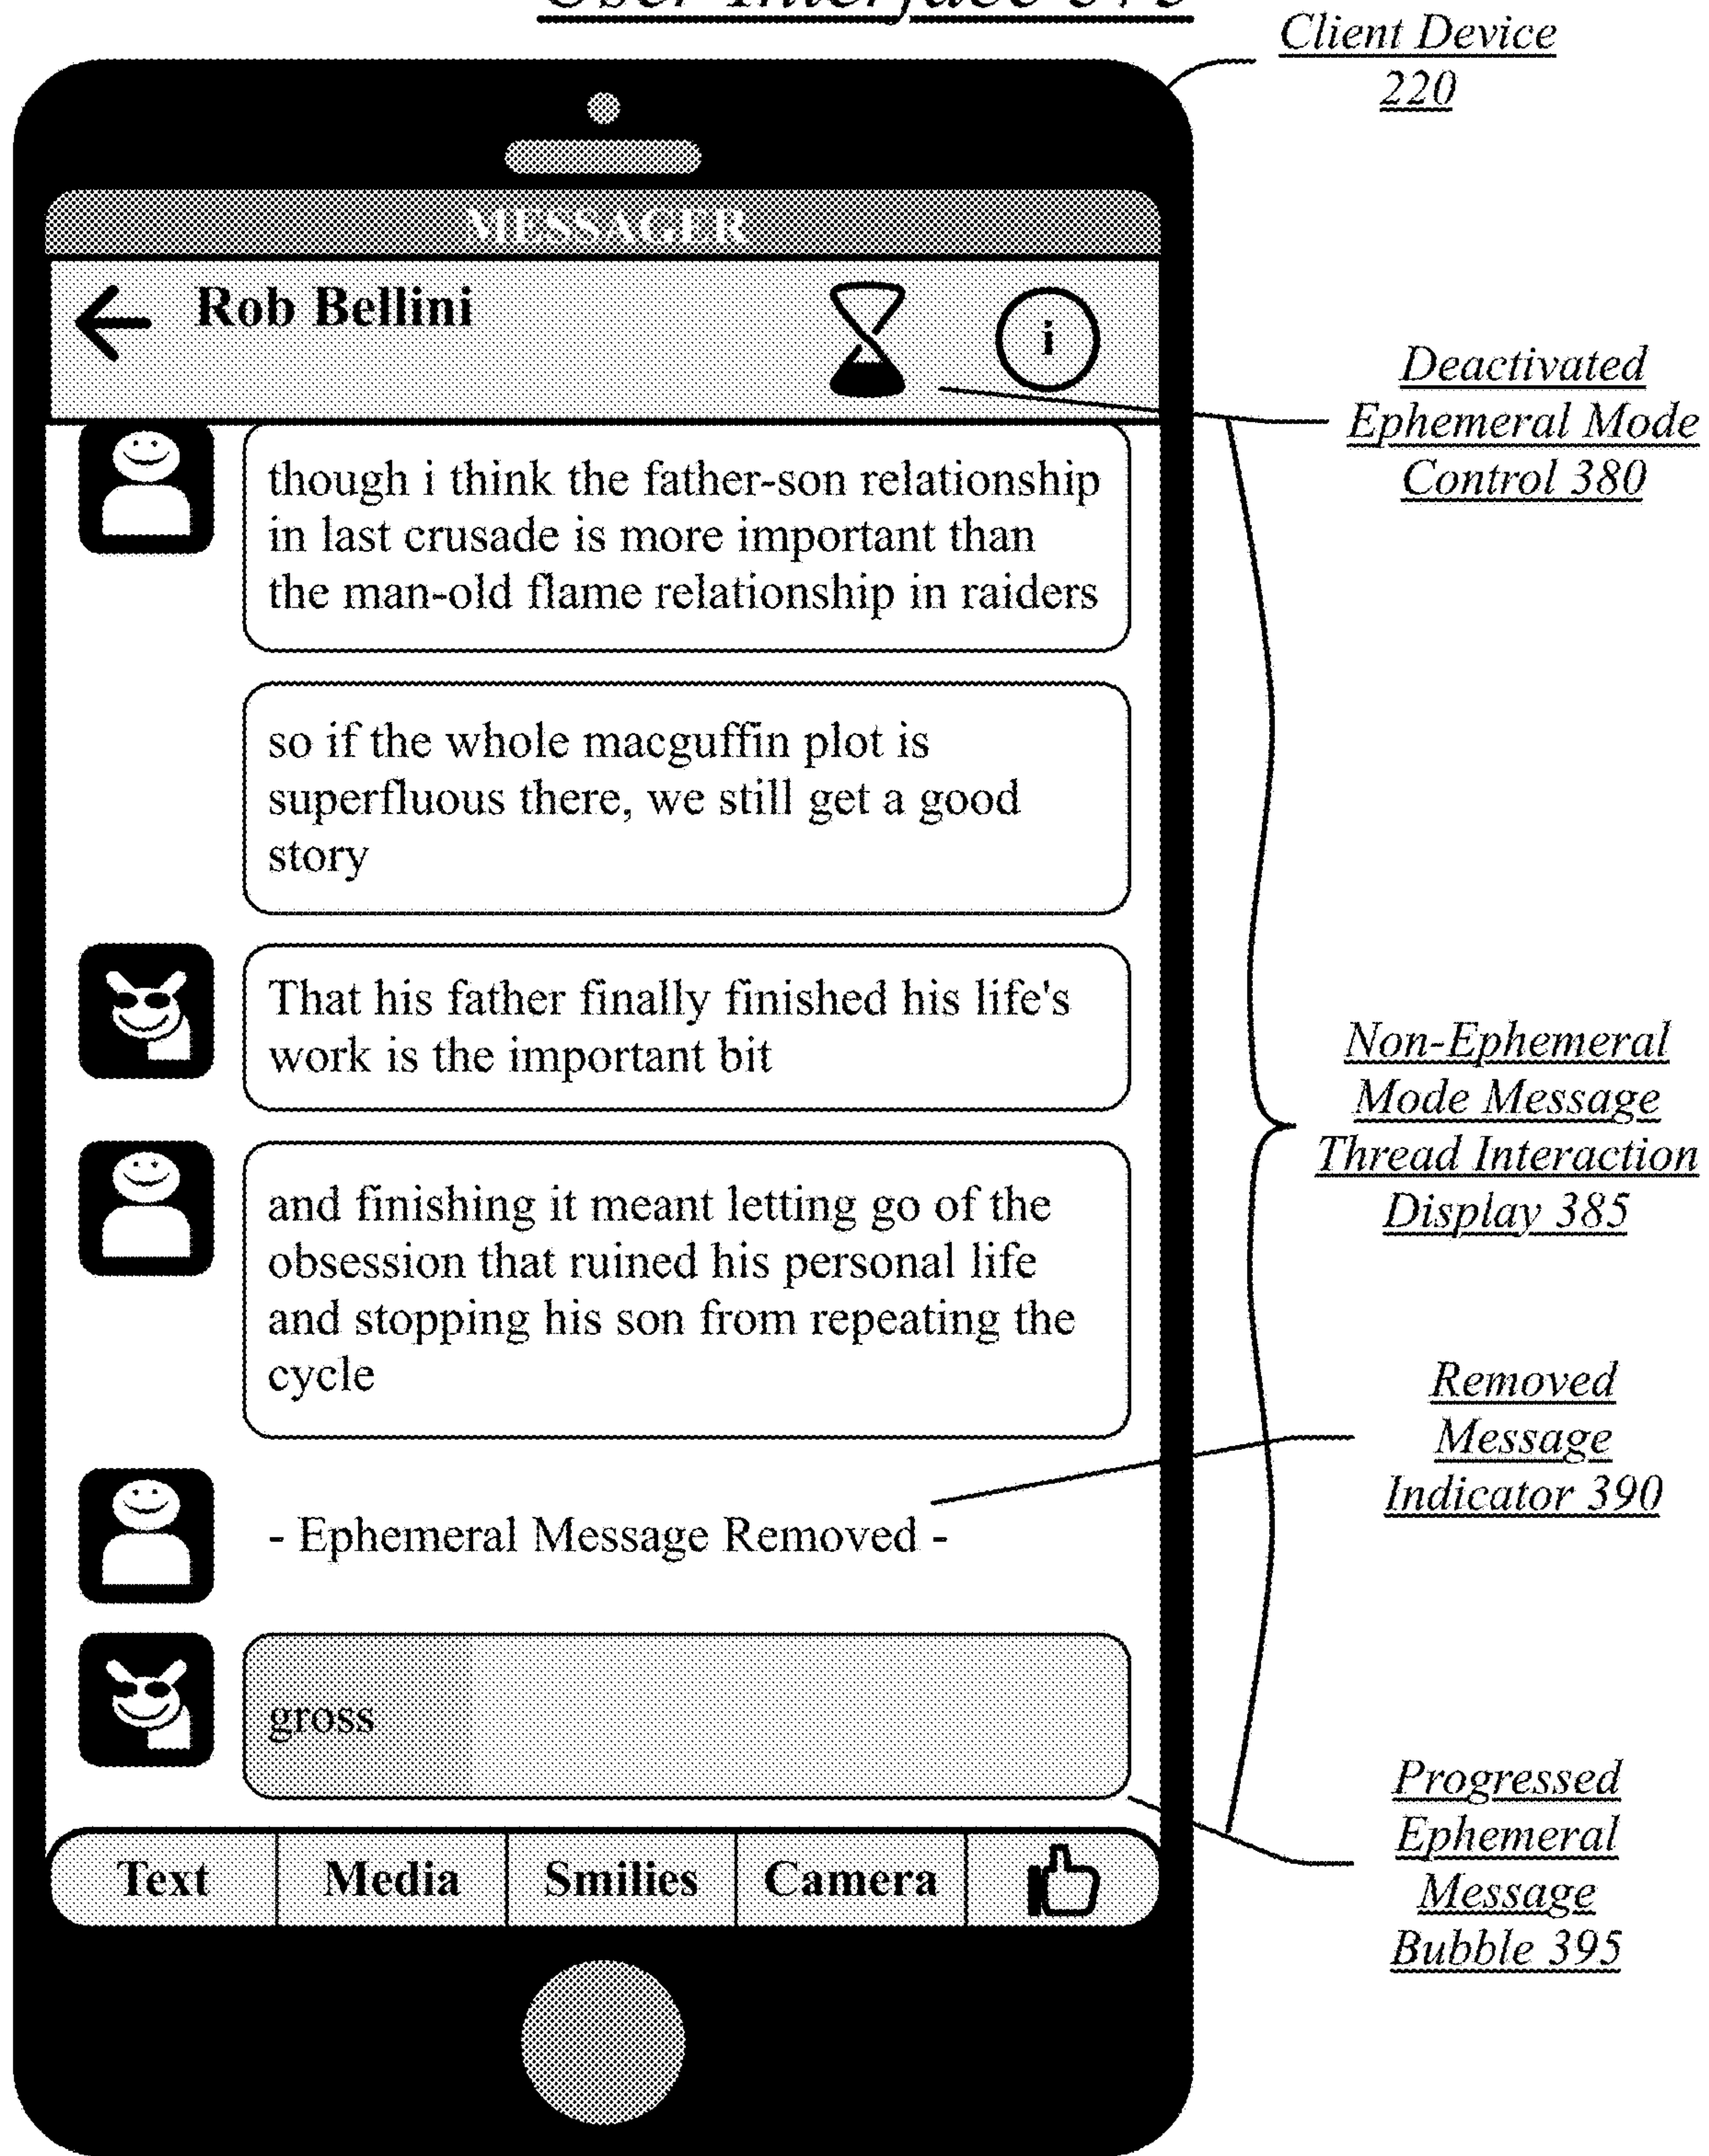 User Interface 375
Client Device
220
MESSAGER
Rob Bellini
i
Deactivated
Ephemeral Mode
Control 380
though i think the father-son relationship
in last crusade is more important than
the man-old flame relationship in raiders
so if the whole macguffin plot is
superfluous there, we still get a good
story
That his father finally finished his life's
work is the important bit
Non-Ephemeral
Mode Message
Thread Interaction
Display 385
and finishing it meant letting go of the
obsession that ruined his personal life
and stopping his son from repeating the
cycle
Removed
Message
Indicator 390
- Ephemeral Message Removed -
gross
Progressed
Ephemeral
Message
Bubble 395
Text Media Smilies Camera